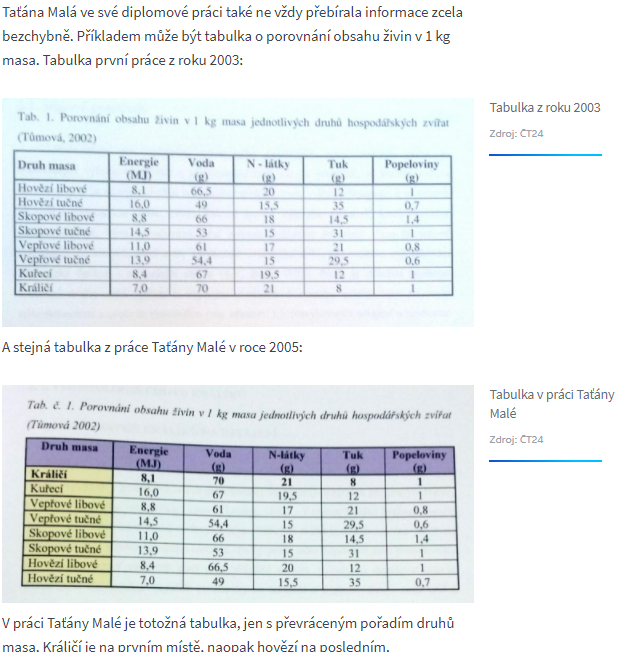 Taťána Malá ve své diplomové práci také ne vždy přebírala informace zcela
bezchybně. Příkladem může být tabulka o porovnání obsahu živin v 1 kg
masa. Tabulka první práce z roku 2003:
Tab. 1. Porovnání obsahu živin v 1 kg masa jednotlivých druhů hospodářských zvířat
(Tůmová, 2002)
Druh masa Energie (MJ) Voda (g) N - látky (g) Tuk (g) Popeloviny (g)
Hovězí libové 8,1 66,5 20 12 1
Hovězí tučné 16,0 49 15,5 35 0,7
Skopové libové 8,8 66 18 14,5 1,4
Skopové tučné 14,5 53 15 31 1
Vepřové libové 11,0 61 17 21 0,8
Vepřové tučné 13,9 54,4 15 29,5 0,6
Kuřecí 8,4 67 19,5 12 1
Králičí 7,0 70 21 8 1
Tabulka z roku 2003
Zdroj: ČT24
A stejná tabulka z práce Taťány Malé v roce 2005:
Tab. č. 1. Porovnání obsahu živin v 1 kg masa jednotlivých druhů hospodářských zvířat
(Tůmová 2002)
Druh masa Energie (MJ) Voda (g) N-látky (g) Tuk (g) Popeloviny (g)
Králičí 8,1 70 21 8 1
Kuřecí 16,0 67 19,5 12 1
Vepřové libové 8,8 61 17 21 0,8
Vepřové tučné 14,5 54,4 15 29,5 0,6
Skopové libové 11,0 66 18 14,5 1,4
Skopové tučné 13,9 53 15 31 1
Hovězí libové 8,4 66,5 20 12 1
Hovězí tučné 7,0 49 15,5 35 0,7
Tabulka v práci Taťány
Malé
Zdroj: ČT24
V práci Taťány Malé je totožná tabulka, jen s převráceným pořadím druhů
masa. Králičí je na prvním místě, naopak hovězí na posledním.